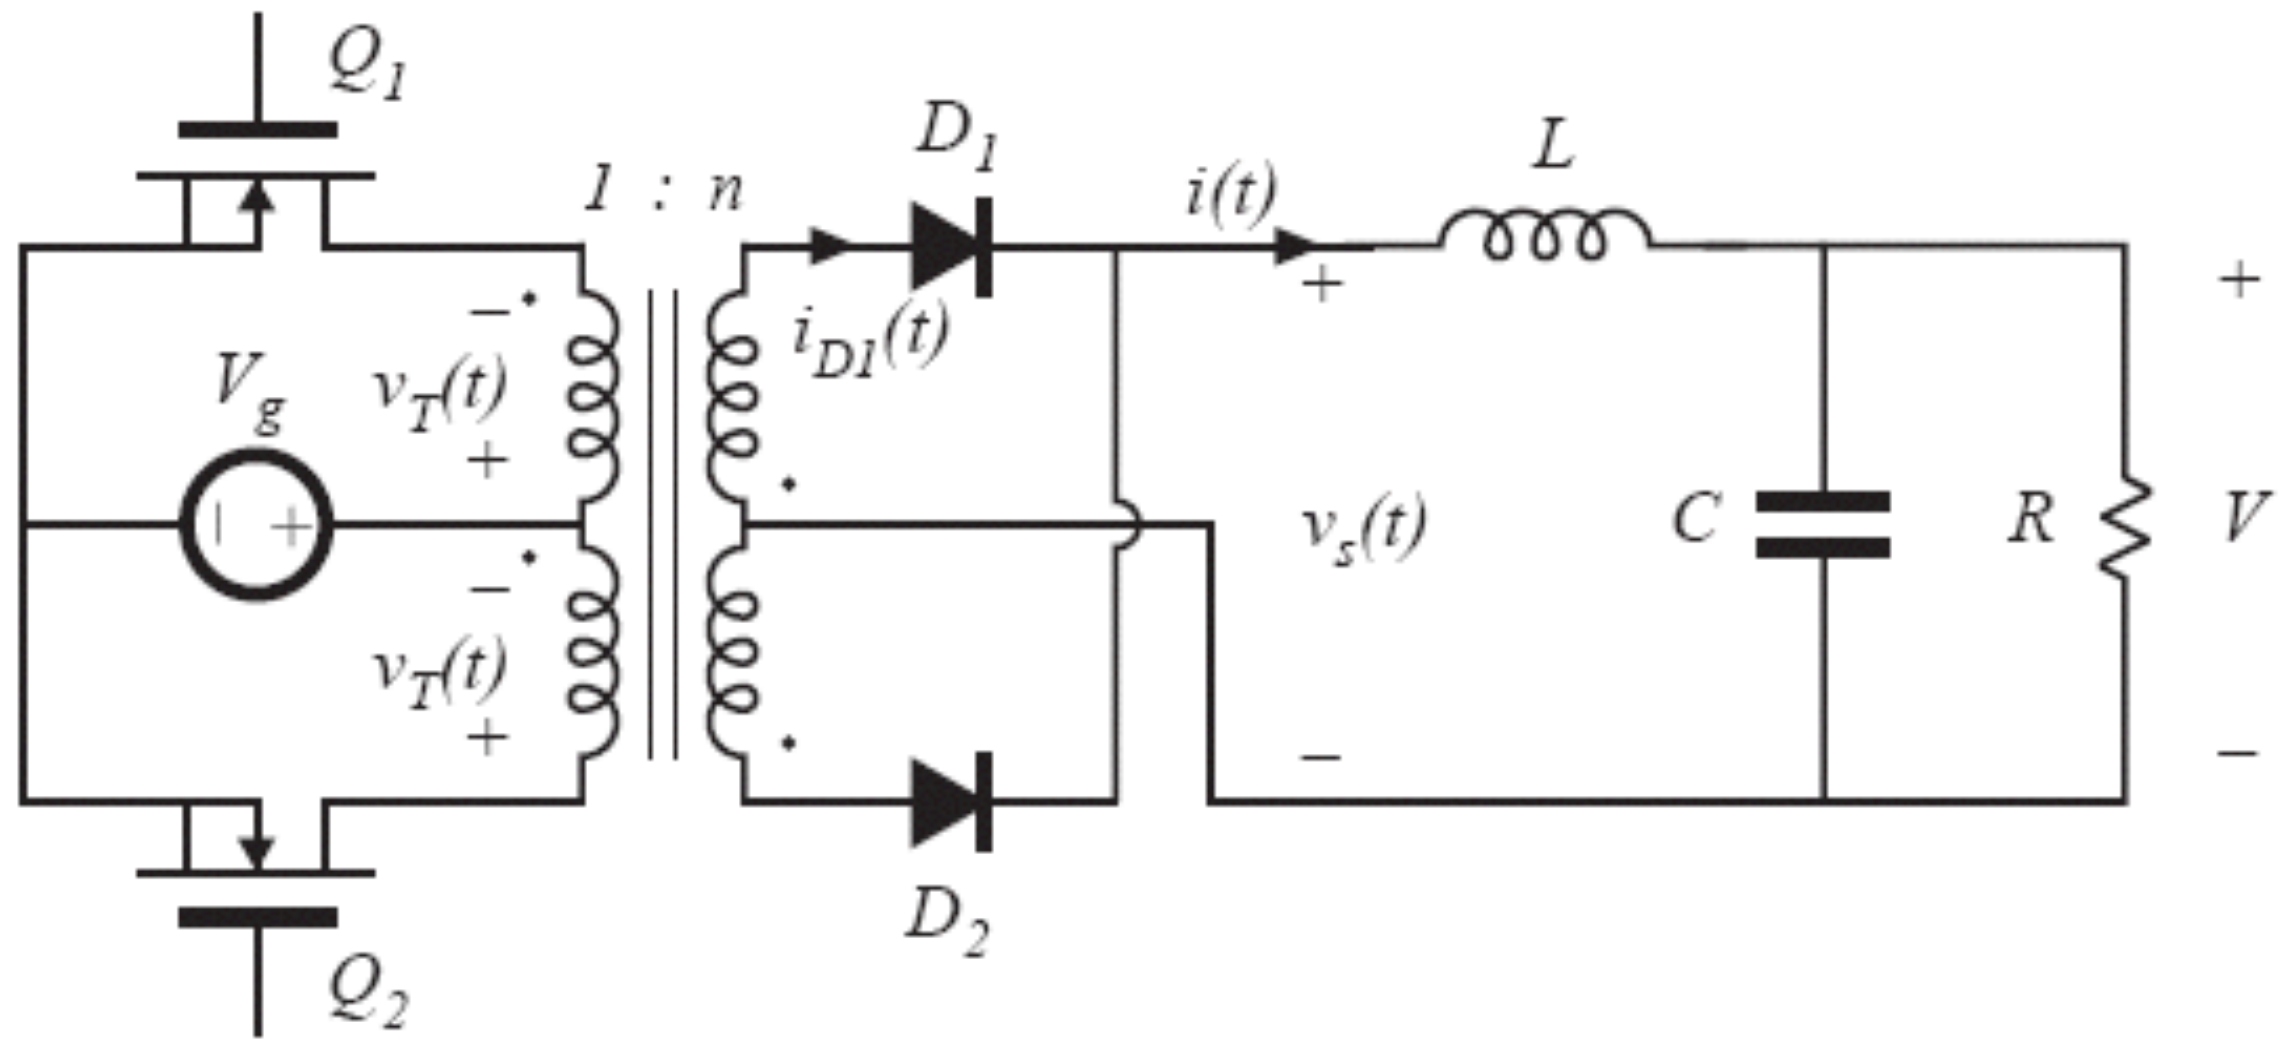 Q1
D1
L
1 : n
i(t)
+
+
− 
iD1(t)
Vg
vT(t)
+
− +
vs(t)
C
R
V
−
vT(t)
+
−
−
D2
Q2